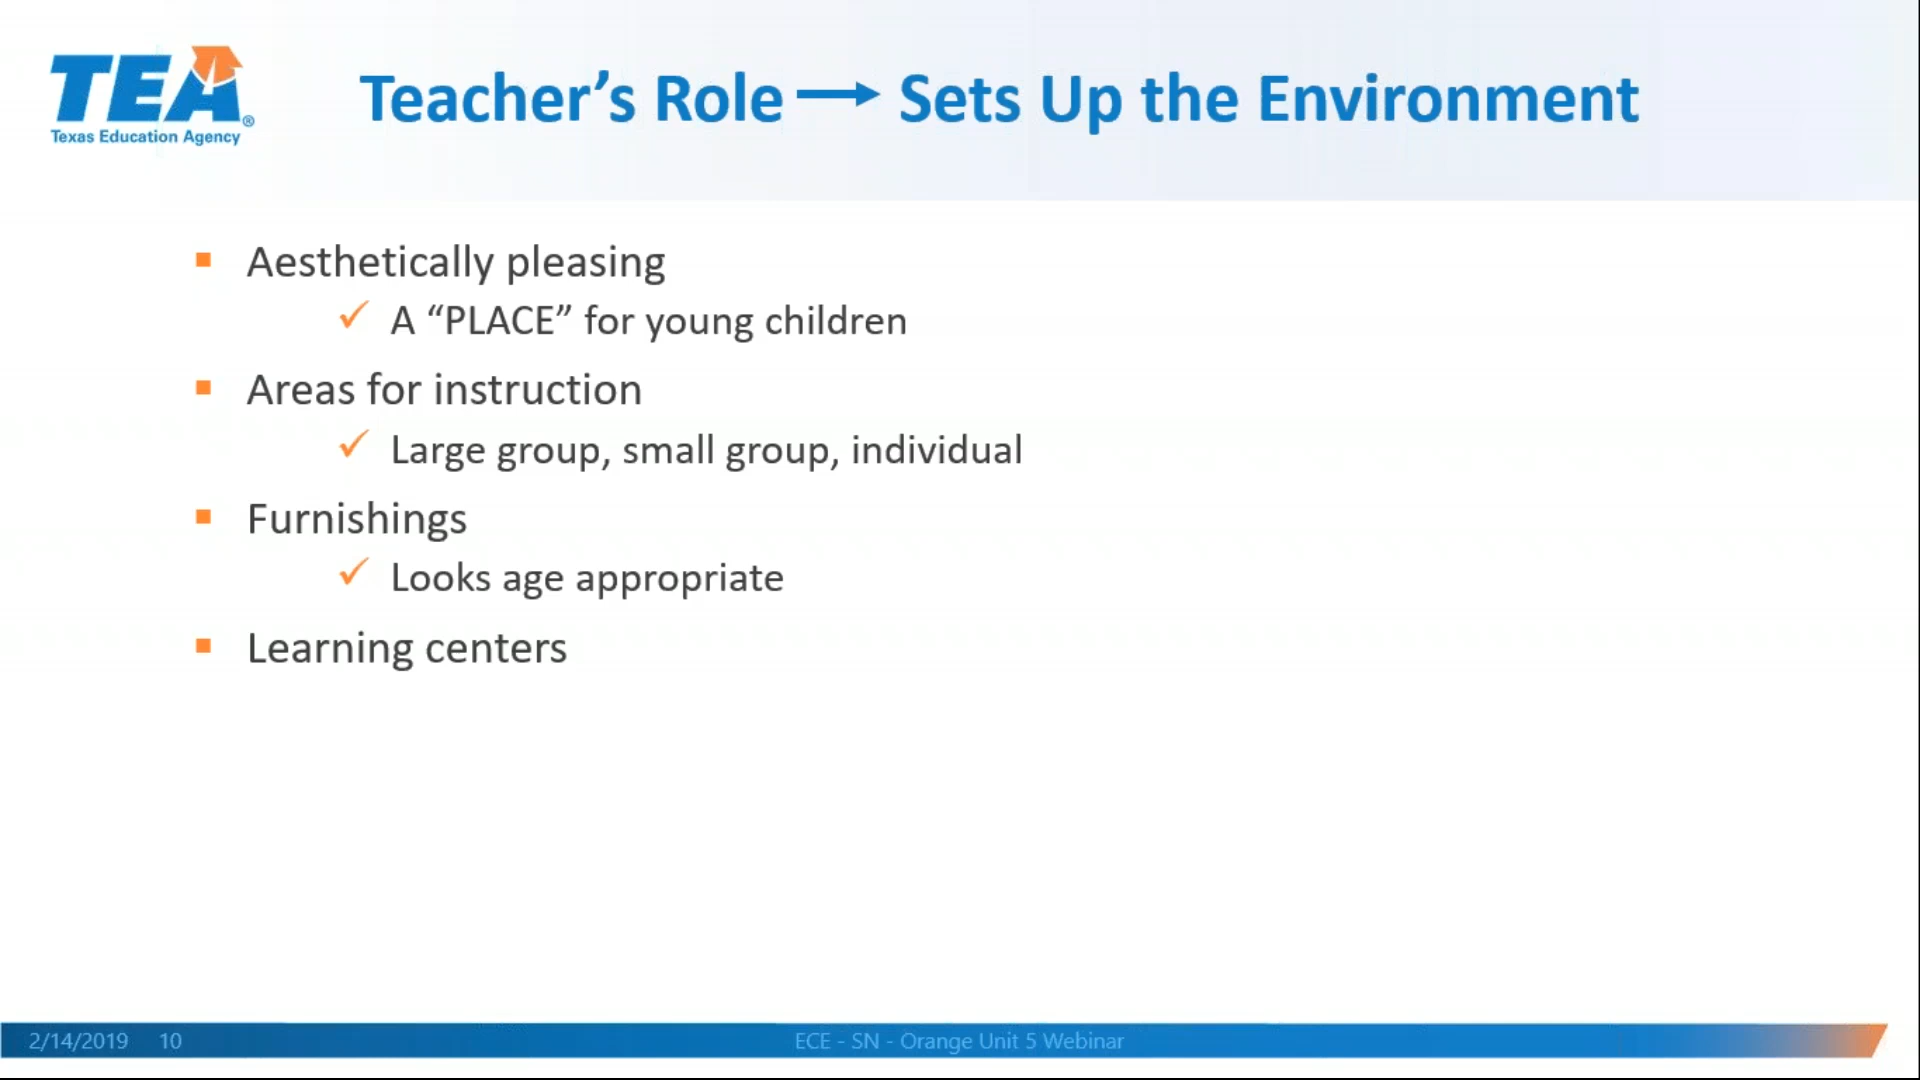 TEA®
Texas Education Agency
Teacher’s Role → Sets Up the Environment
▪ Aesthetically pleasing
✓ A “PLACE” for young children
▪ Areas for instruction
✓ Large group, small group, individual
▪ Furnishings
✓ Looks age appropriate
▪ Learning centers
2/14/2019 10 ECE - SN - Orange Unit 5 Webinar